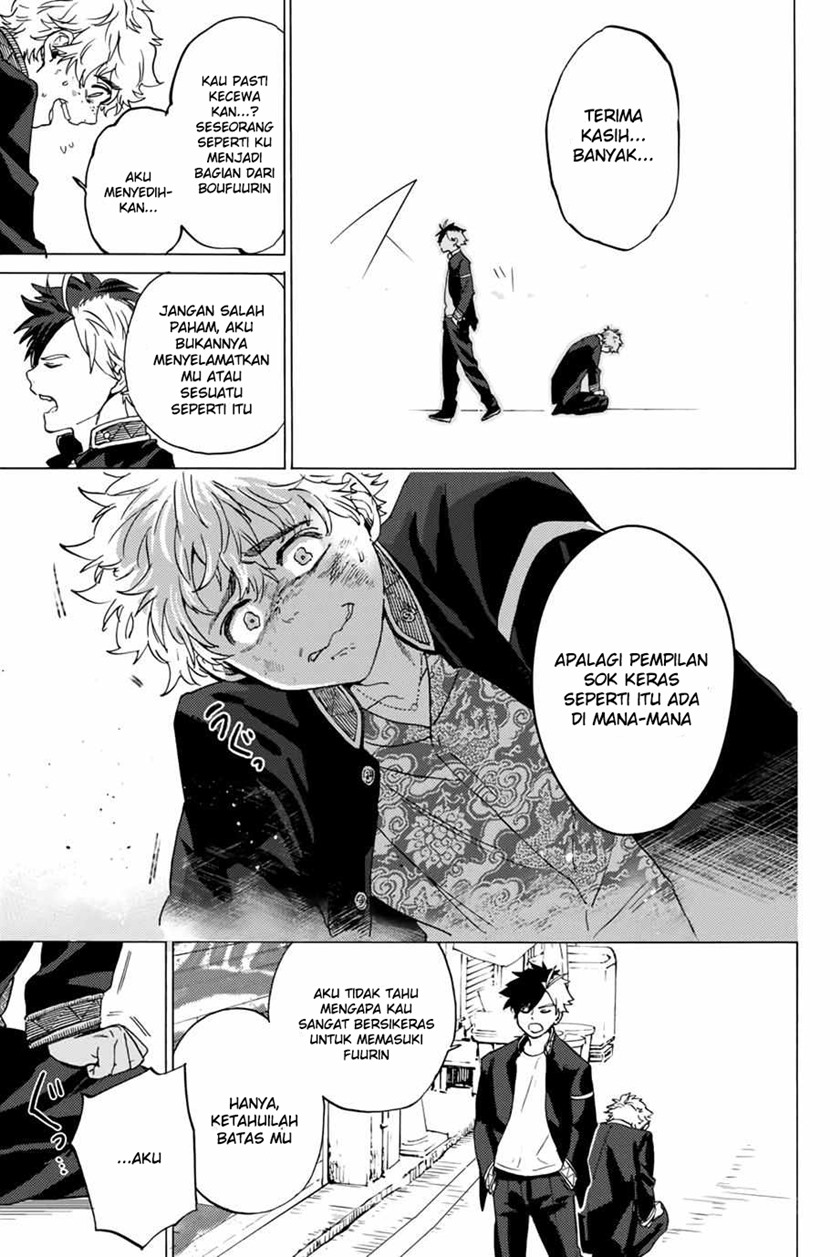 TERIMA
KASIH...
BANYAK...
KAU PASTI
KECEWA
KAN...?
SESEORANG
SEPERTI KU
MENJADI
BAGIAN DARI
BOUFUURIN
AKU
MENYEDIH-
KAN...
JANGAN SALAH
PAHAM, AKU
BUKANNYA
MENYELAMATKAN
MU ATAU
SESUATU
SEPERTI ITU
APALAGI PEMPILAN
SOK KERAS
SEPERTI ITU ADA
DI MANA-MANA
AKU TIDAK TAHU
MENGAPA KAU
SANGAT BERSIKERAS
UNTUK MEMASUKI
FUURIN
HANYA,
KETAHUILAH
BATAS MU
...AKU
ぐっ